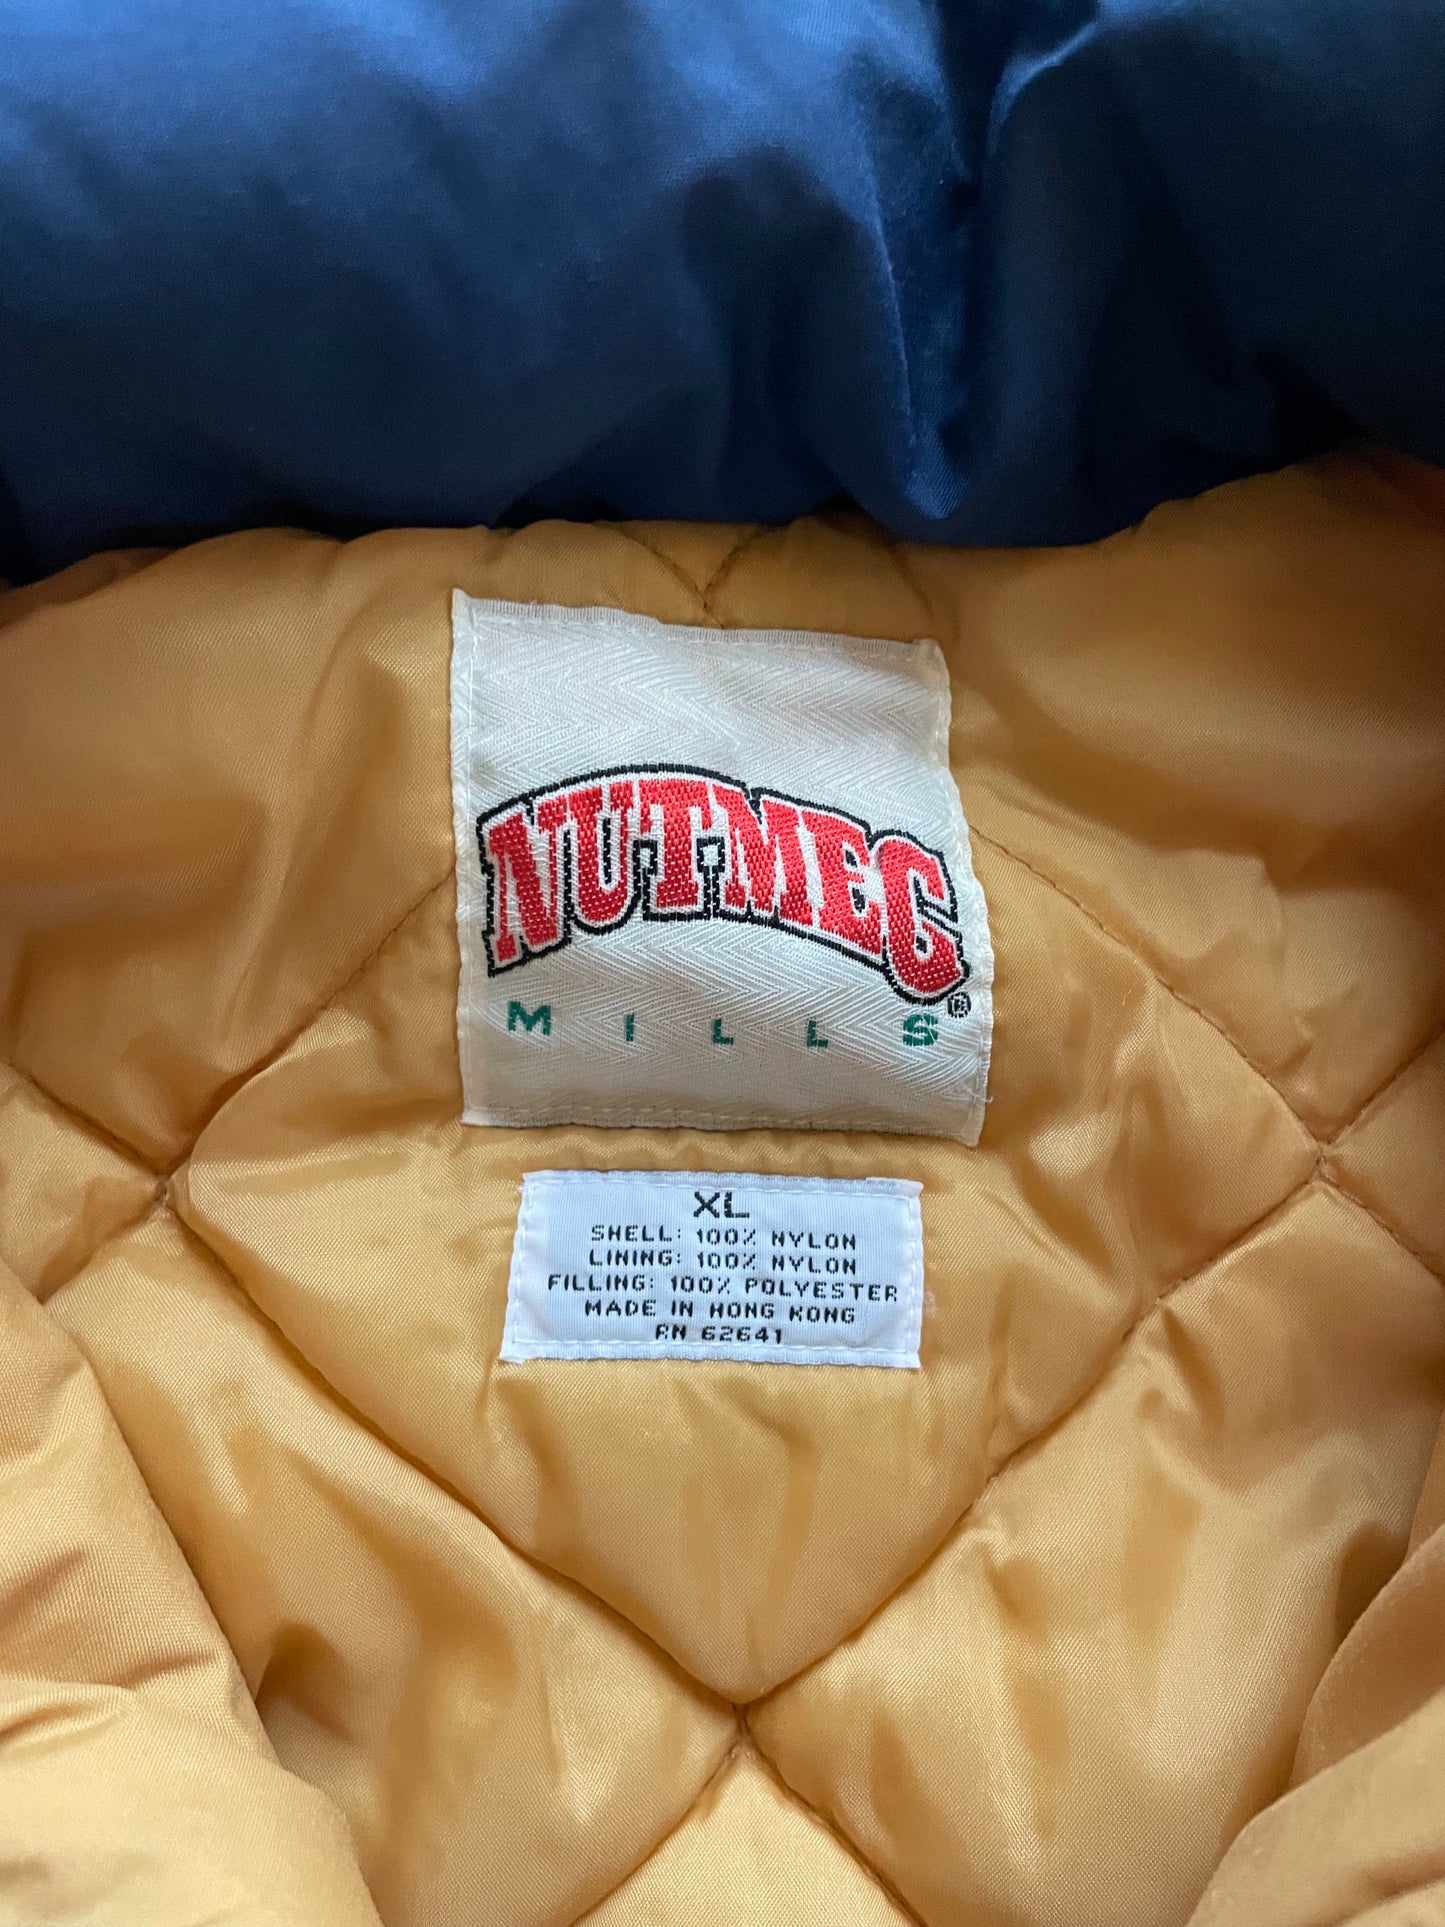 NUTMEG
®
MILLS
XL
SHELL: 100% NYLON
LINING: 100% NYLON
FILLING: 100% POLYESTER
MADE IN HONG KONG
RN 62641